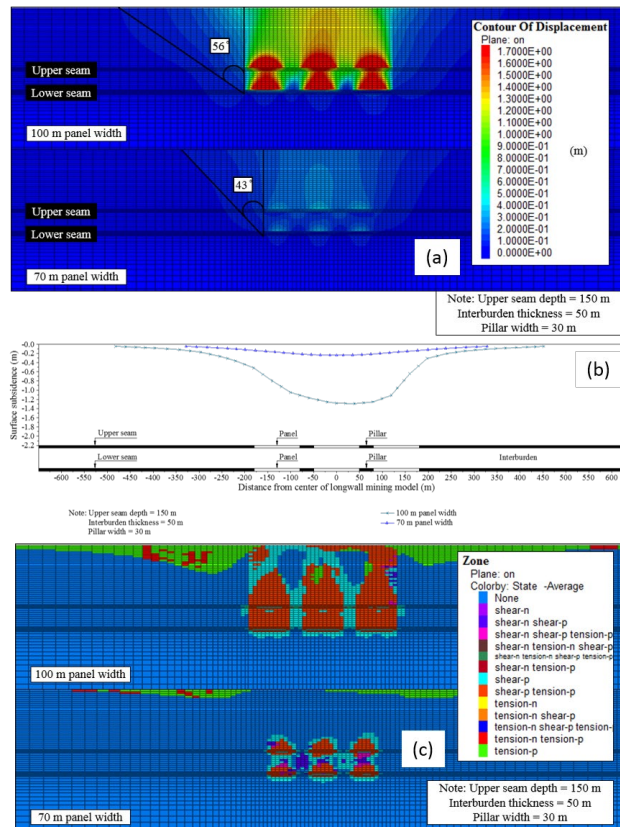 56°
Upper seam
Lower seam
100 m panel width
Contour Of Displacement
Plane: on
1.7000E+00
1.6000E+00
1.5000E+00
1.4000E+00
1.3000E+00
1.2000E+00
1.1000E+00
1.0000E+00
9.0000E-01
8.0000E-01
7.0000E-01
6.0000E-01
5.0000E-01
4.0000E-01
3.0000E-01
2.0000E-01
1.0000E-01
0.0000E+00
(m)
43°
Upper seam
Lower seam
70 m panel width
(a)
Note: Upper seam depth = 150 m
Interburden thickness = 50 m
Pillar width = 30 m
(b)
Surface subsidence (m)
-0.0
-0.2
-0.4
-0.6
-0.8
-1.0
-1.2
-1.4
-1.6
-1.8
-2.0
-2.2
Upper seam
Panel
Pillar
Lower seam
Panel
Pillar
Interburden
-600 -550 -500 -450 -400 -350 -300 -250 -200 -150 -100 -50 0 50 100 150 200 250 300 350 400 450 500 550 600
Distance from center of longwall mining model (m)
Note: Upper seam depth = 150 m
Interburden thickness = 50 m
Pillar width = 30 m
100 m panel width
70 m panel width
100 m panel width
Zone
Plane: on
Colorby: State -Average
None
shear-n
shear-n shear-p
shear-n shear-p tension-p
shear-n tension-n shear-p
shear-n tension-n shear-p tension-p
shear-n tension-p
shear-p
shear-p tension-p
tension-n
tension-n shear-p
tension-n shear-p tension-
tension-n tension-p
tension-p
(c)
70 m panel width
Note: Upper seam depth = 150 m
Interburden thickness = 50 m
Pillar width = 30 m